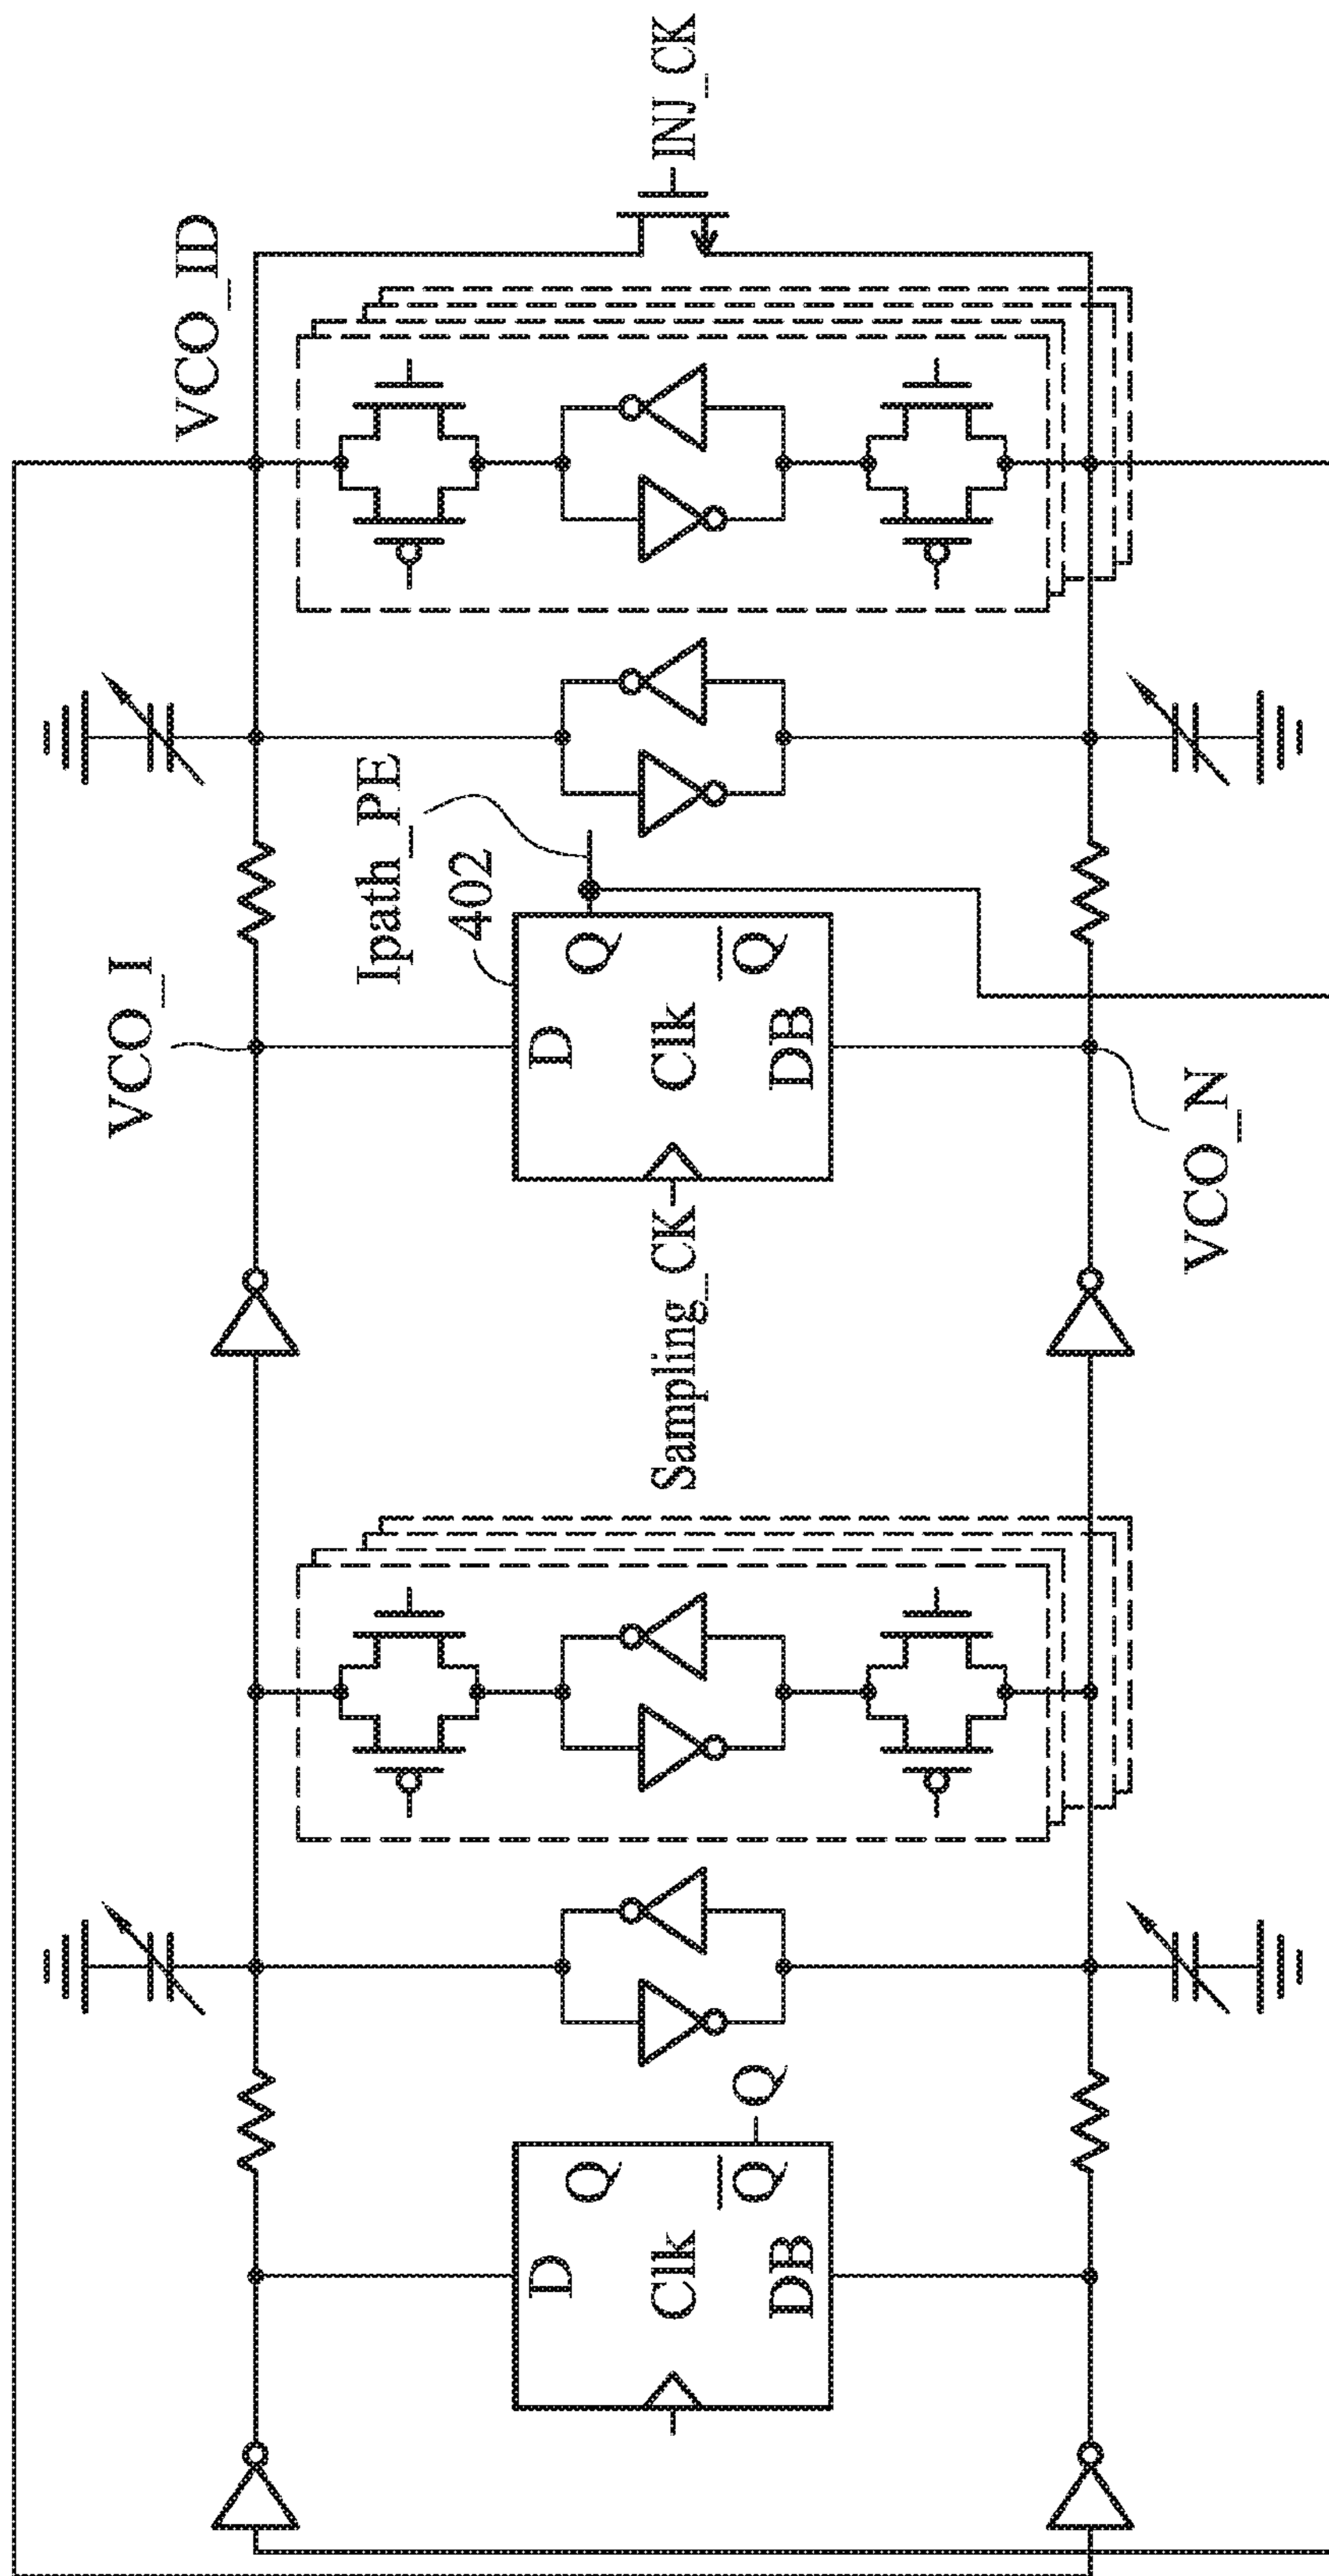 VCO_ID
INJ_CK
VCO_I
Ipath_PE
402
D
Q
Clk
DB
Q
Sampling_CK
VCO_N
D
Q
Clk
DB
Q
Q